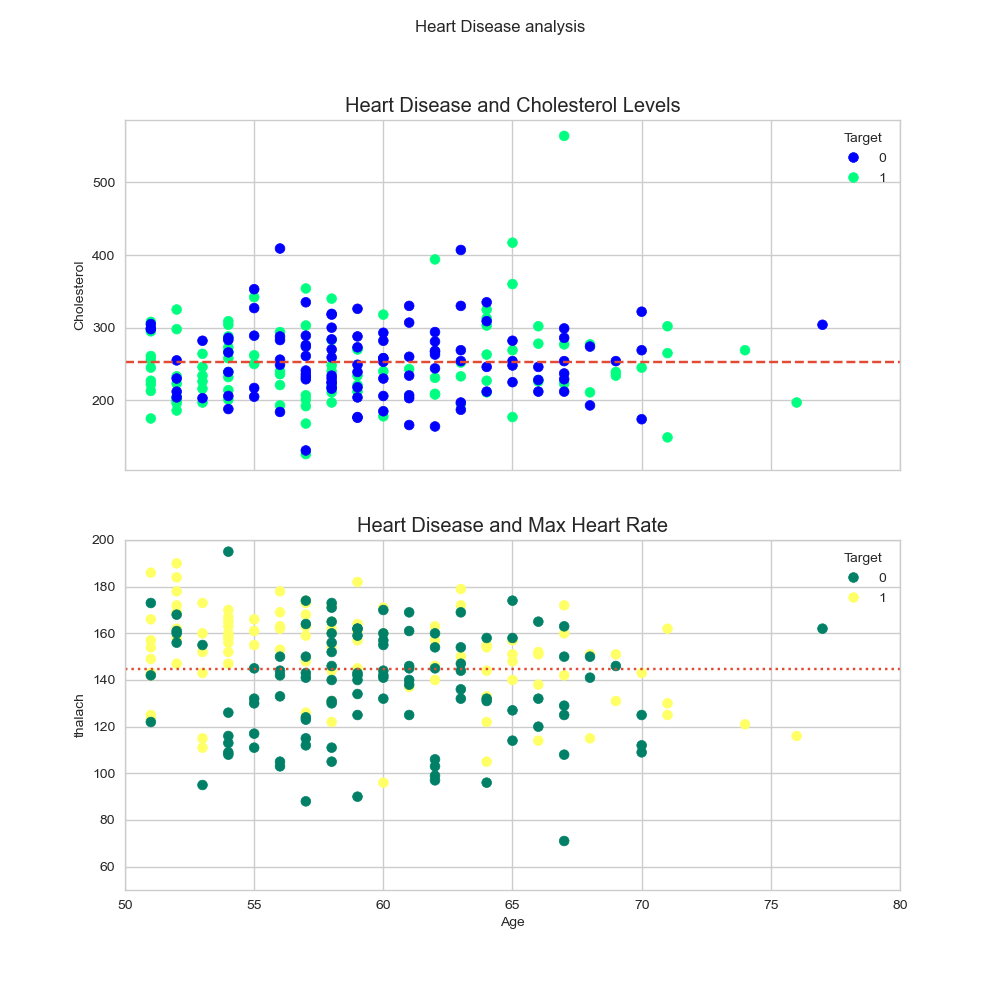 Heart Disease analysis
Heart Disease and Cholesterol Levels
Target
0
1
500
400
300
200
Cholesterol
Heart Disease and Max Heart Rate
Target
0
1
200
180
160
140
120
100
80
60
thalach
50 55 60 65 70 75 80
Age